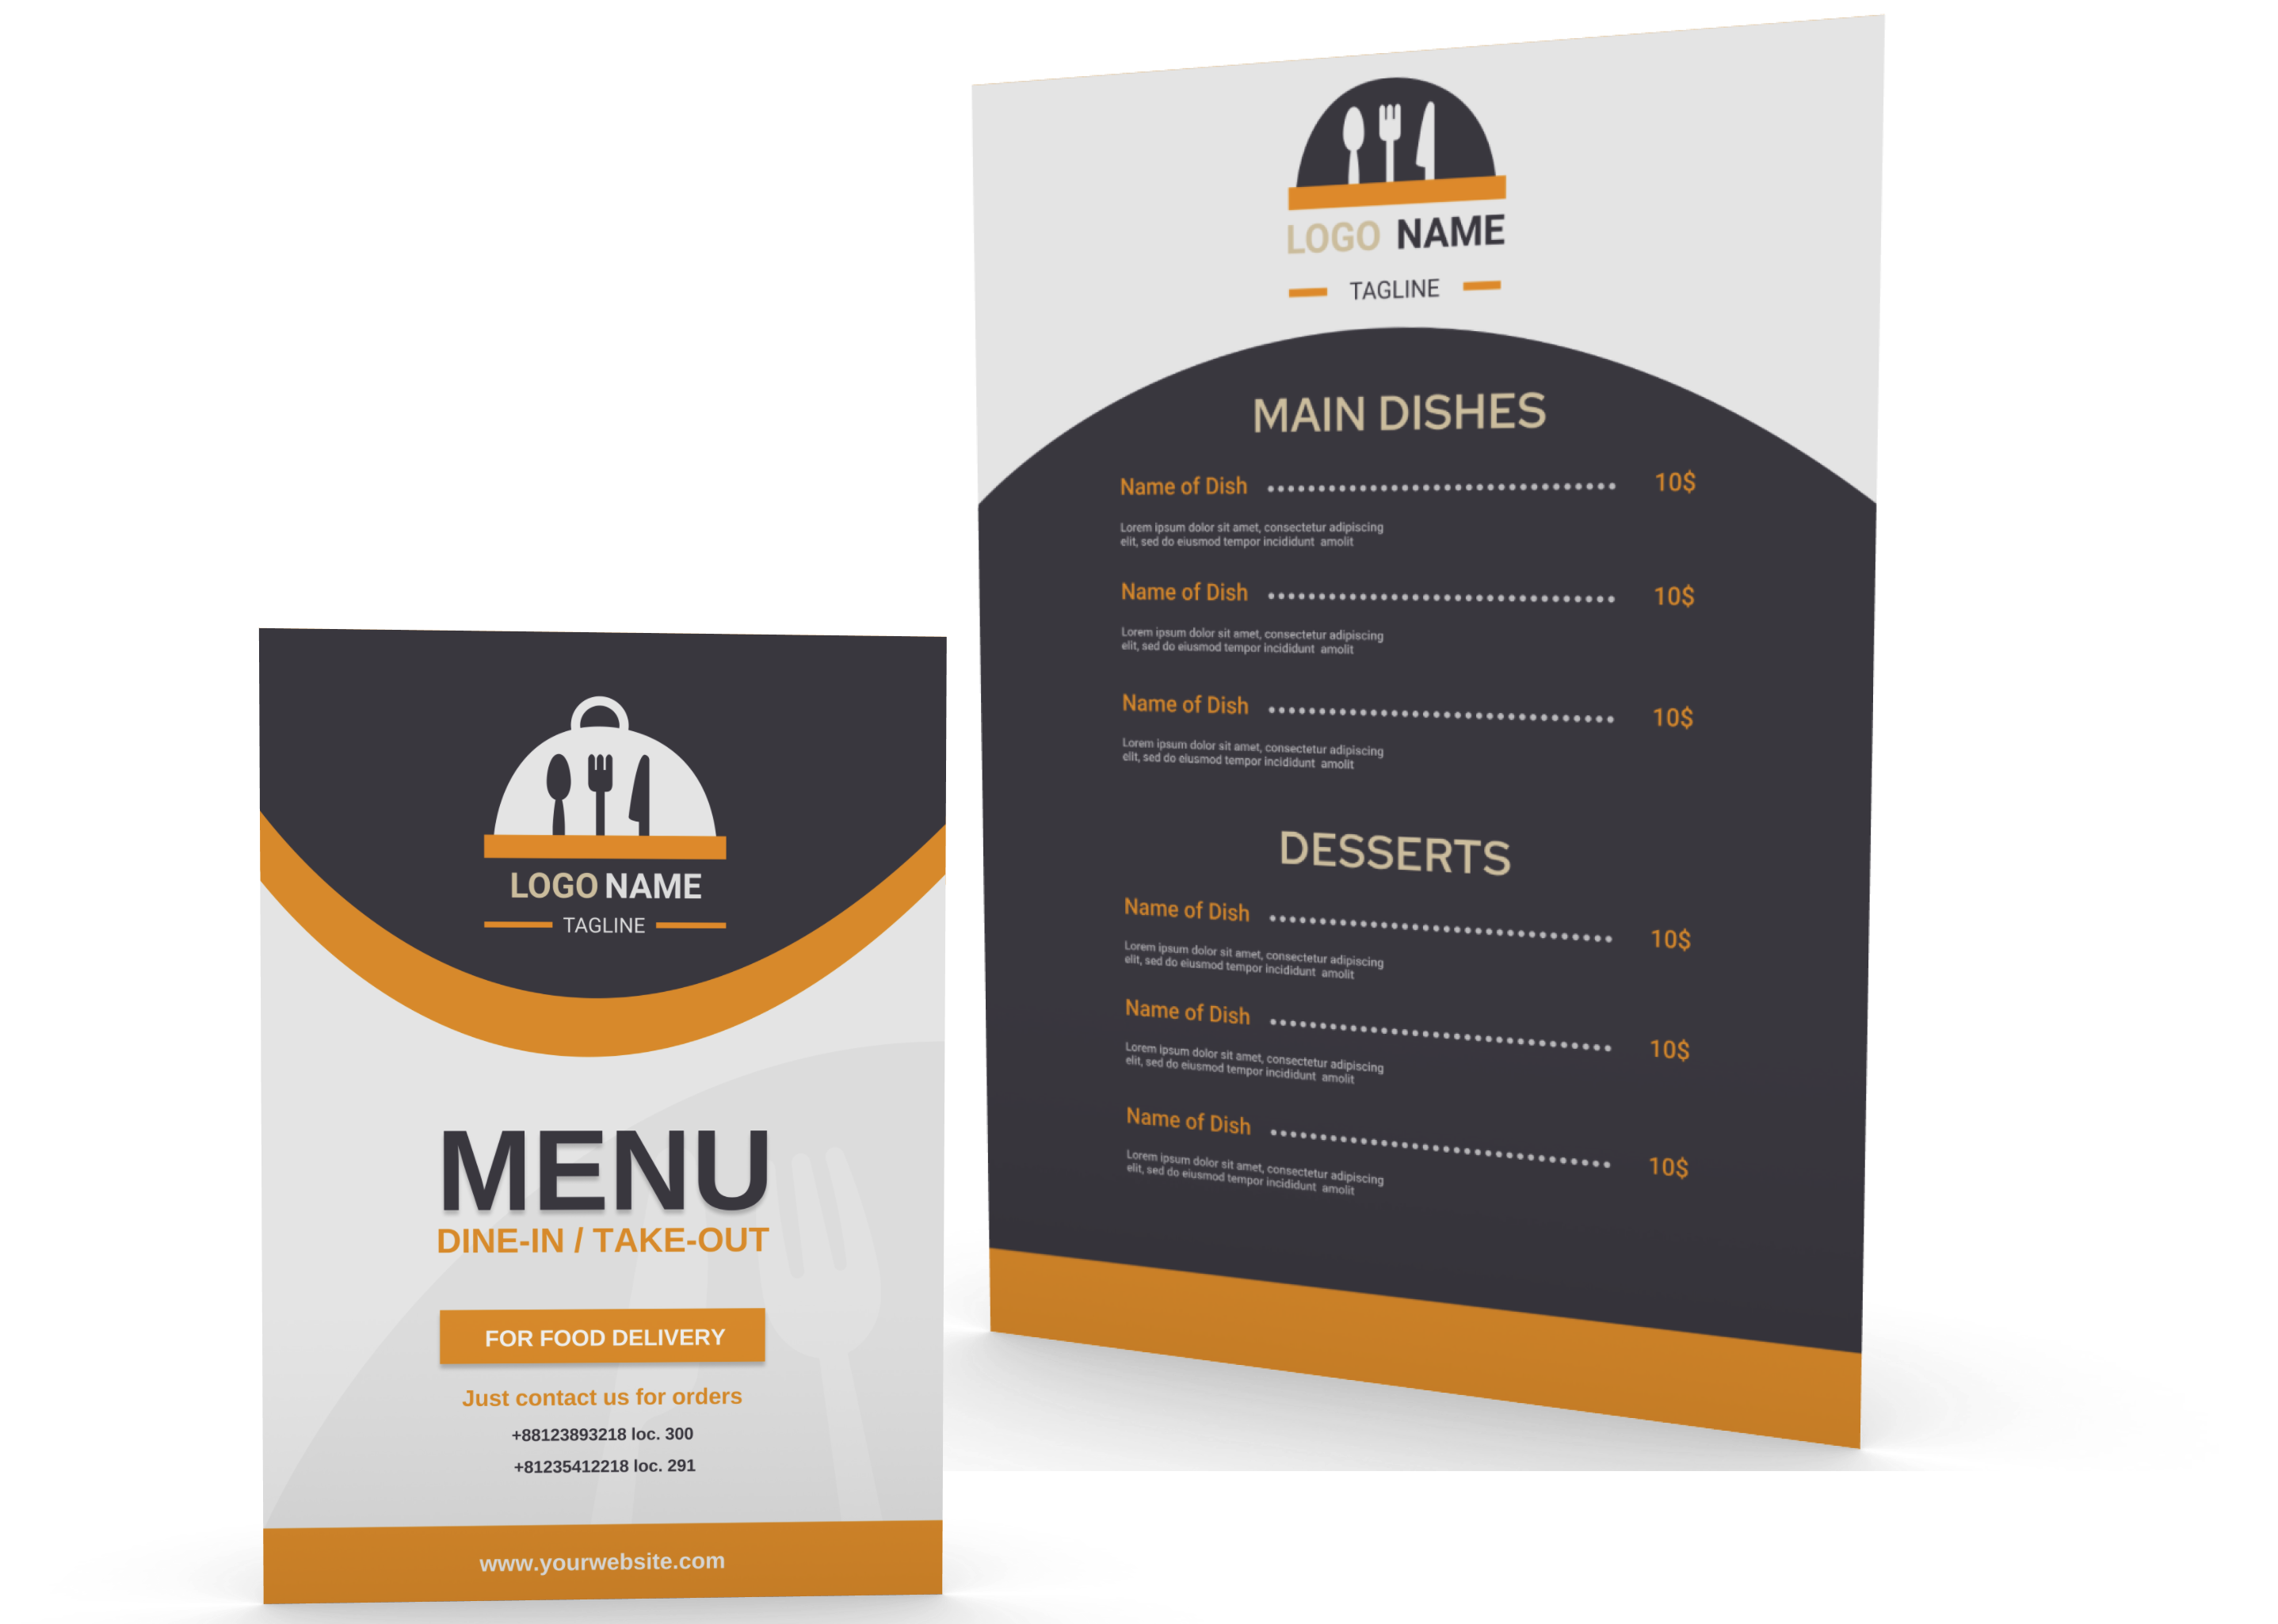 LOGO NAME
TAGLINE
MENU
DINE-IN / TAKE-OUT
FOR FOOD DELIVERY
Just contact us for orders
+88123893218 loc. 300
+81235412218 loc. 291
www.yourwebsite.com
LOGO NAME
TAGLINE
MAIN DISHES
Name of Dish 10$
Lorem ipsum dolor sit amet, consectetur adipiscing
elit, sed do eiusmod tempor incididunt amolit
Name of Dish 10$
Lorem ipsum dolor sit amet, consectetur adipiscing
elit, sed do eiusmod tempor incididunt amolit
Name of Dish 10$
Lorem ipsum dolor sit amet, consectetur adipiscing
elit, sed do eiusmod tempor incididunt amolit
DESSERTS
Name of Dish 10$
Lorem ipsum dolor sit amet, consectetur adipiscing
elit, sed do eiusmod tempor incididunt amolit
Name of Dish 10$
Lorem ipsum dolor sit amet, consectetur adipiscing
elit, sed do eiusmod tempor incididunt amolit
Name of Dish 10$
Lorem ipsum dolor sit amet, consectetur adipiscing
elit, sed do eiusmod tempor incididunt amolit